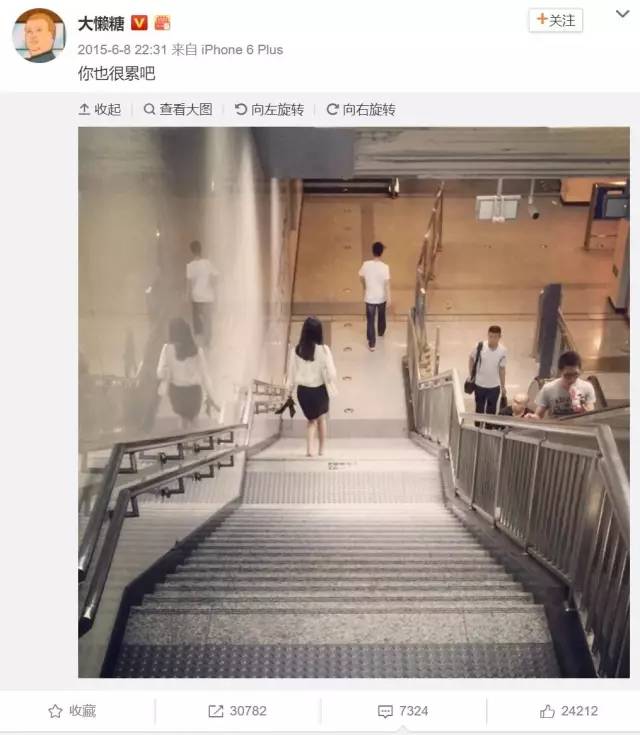 大懒糖
+关注
2015-6-8 22:31 来自 iPhone 6 Plus
你也很累吧
收起 查看大图 向左旋转 向右旋转
收藏 30782 7324 24212